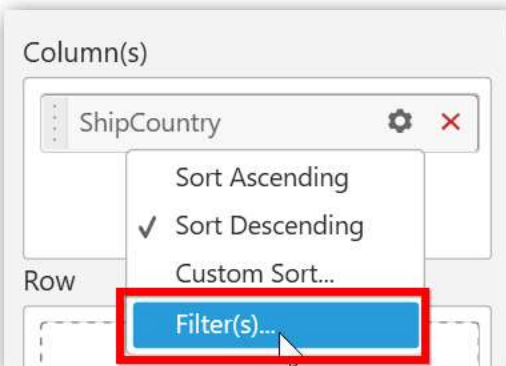 Column(s)
ShipCountry
Sort Ascending
Sort Descending
Custom Sort...
Row
Filter(s)...